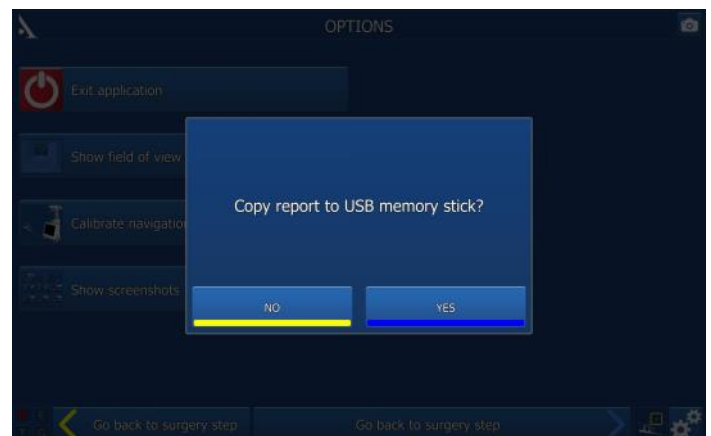 OPTIONS
Exit application
Show field of view
Calibrate navigation
Show screenshots
Copy report to USB memory stick?
NO
YES
Go back to surgery step
Go back to surgery step